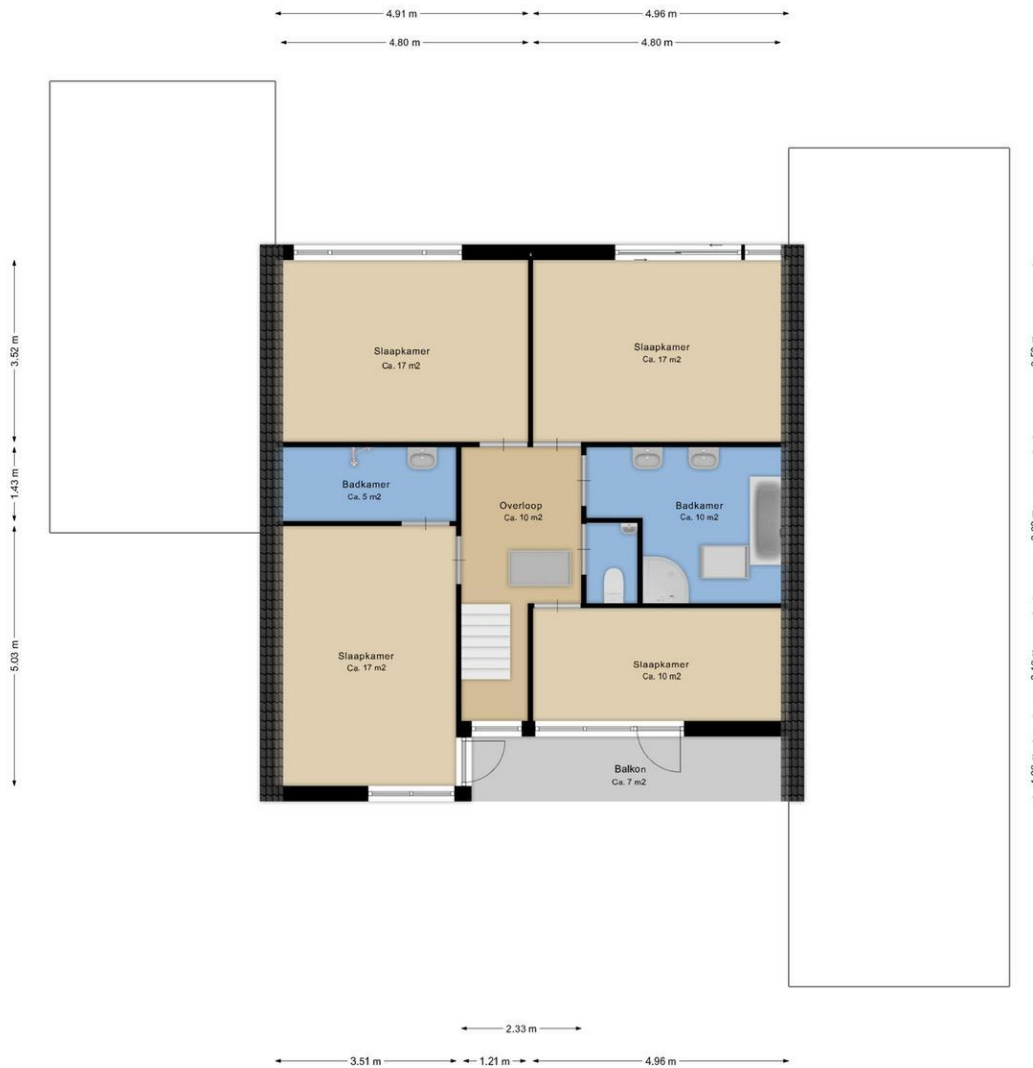 4.91 m
4.96 m
4.80 m
4.80 m
3.52 m
1.43 m
5.03 m
Slaapkamer
Ca. 17 m2
Slaapkamer
Ca. 17 m2
Badkamer
Ca. 5 m2
Overloop
Ca. 10 m2
Badkamer
Ca. 10 m2
Slaapkamer
Ca. 17 m2
Slaapkamer
Ca. 10 m2
Balkon
Ca. 7 m2
2.33 m
3.51 m
1.21 m
4.96 m